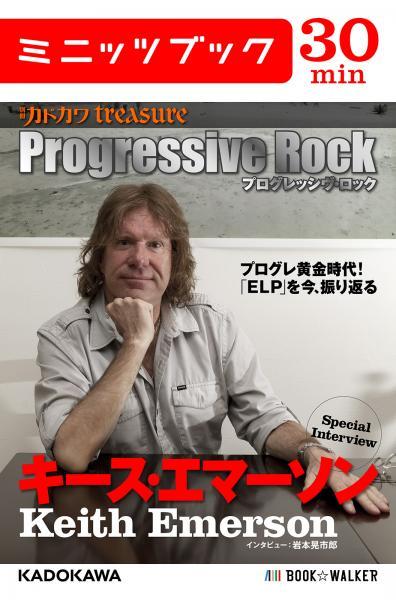 ミニッツブック
30
min
別冊カドカワ treasure
Progressive Rock
プログレッシヴ・ロック
プログレ黄金時代!
「ELP」を今、振り返る
Special
Interview
キース・エマーソン
Keith Emerson
インタビュー:岩本晃市郎
KADOKAWA
BOOK☆WALKER